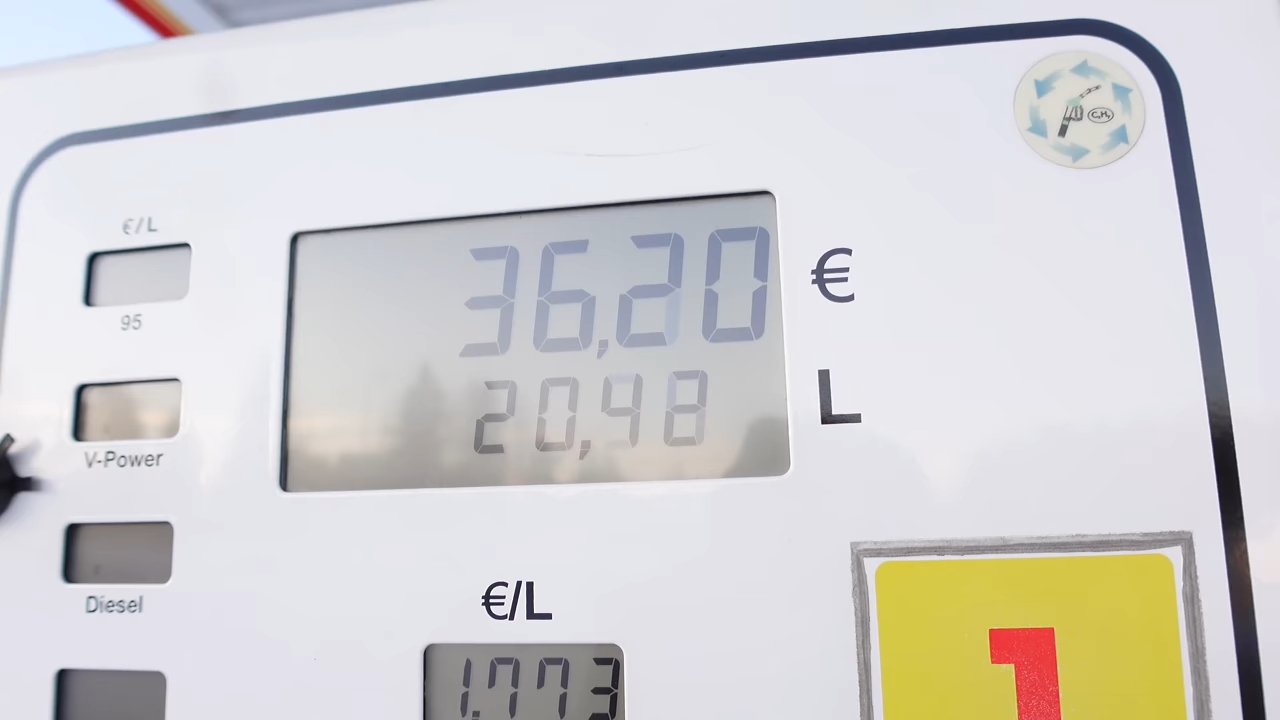 €/L
95
V-Power
Diesel
36,20 €
20,98 L
€/L
1.773
1